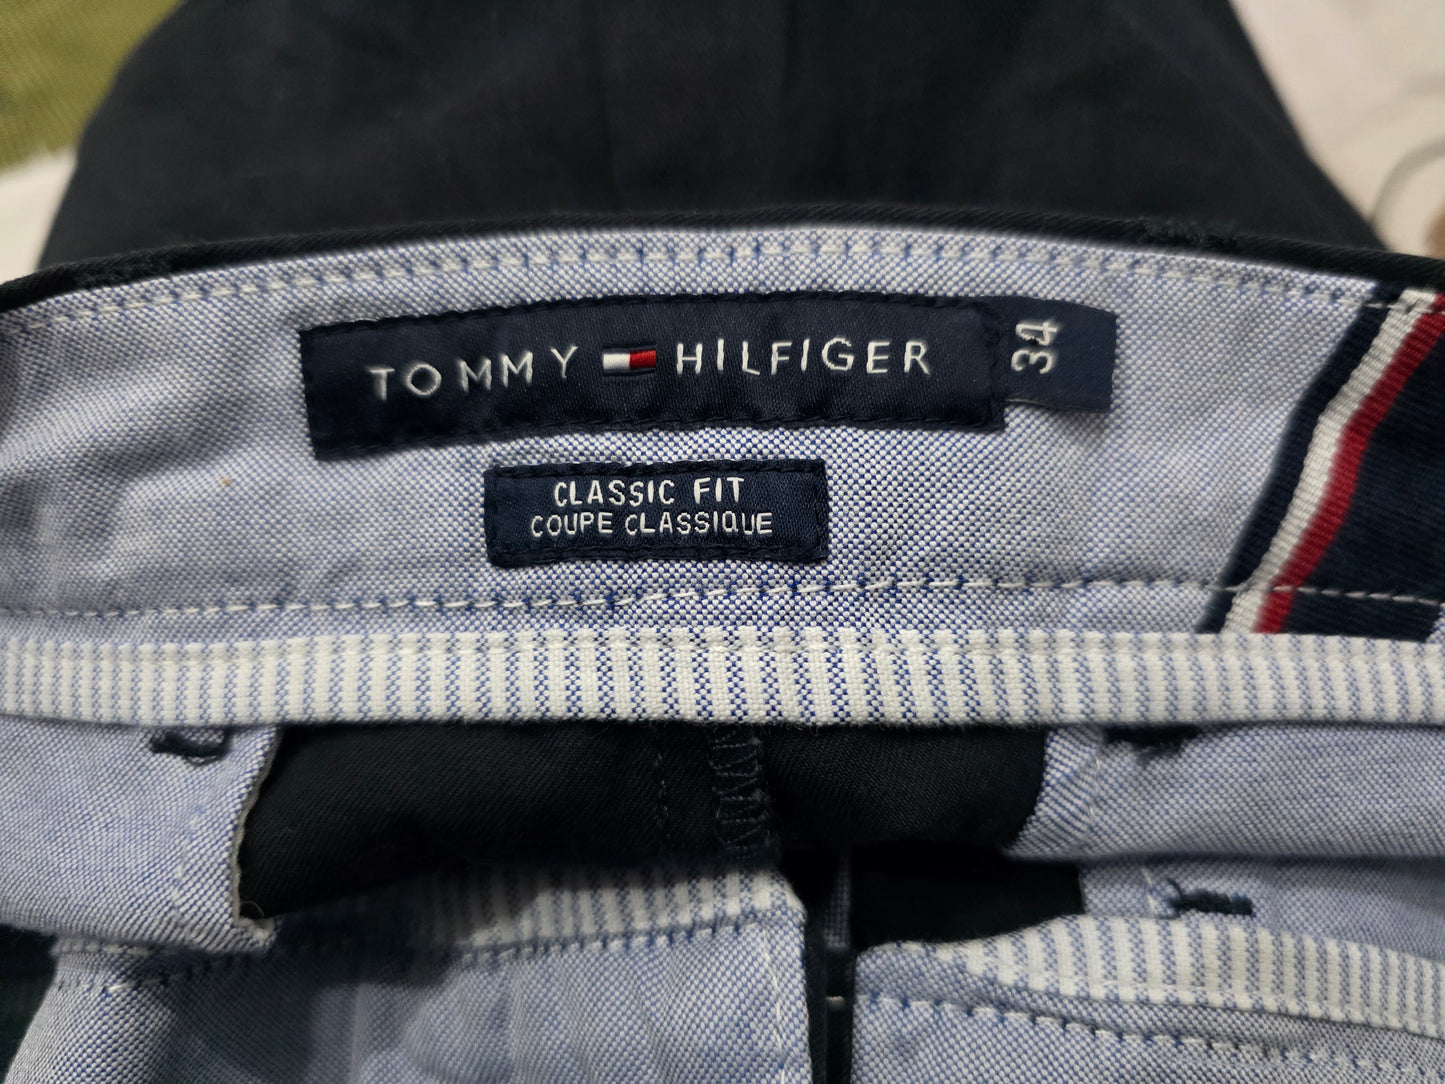 TOMMY HILFIGER
34
CLASSIC FIT
COUPE CLASSIQUE